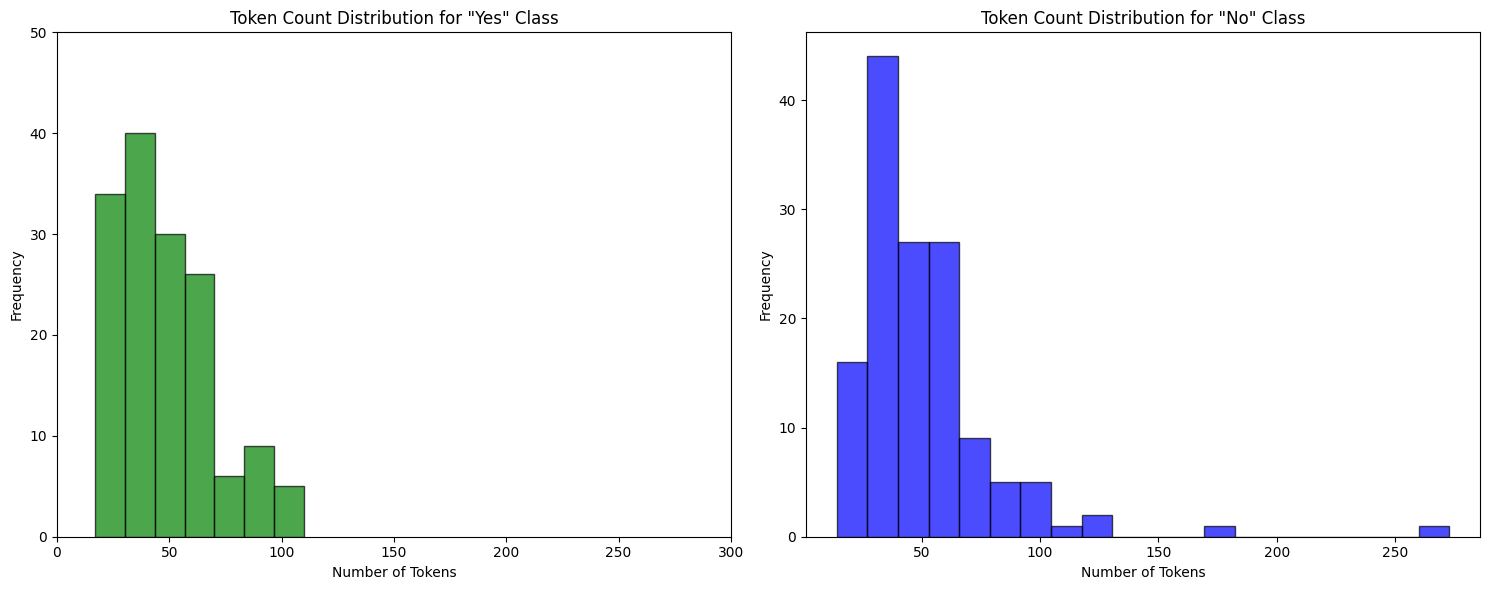 Token Count Distribution for "Yes" Class
50
40
30
20
10
0
Frequency
0 50 100 150 200 250 300
Number of Tokens
Token Count Distribution for "No" Class
40
30
20
10
0
Frequency
50 100 150 200 250
Number of Tokens